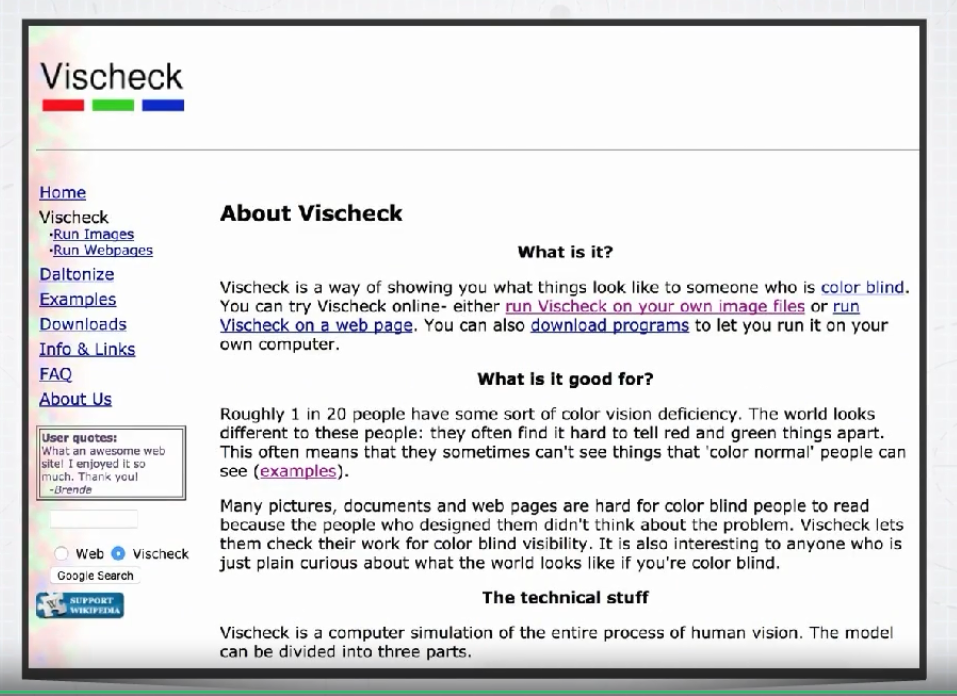 Vischeck
Home
Vischeck
·Run Images
·Run Webpages
Daltonize
Examples
Downloads
Info & Links
FAQ
About Us
User quotes:
What an awesome web
site! I enjoyed it so
much. Thank you!
-Brende
Web Vischeck
Google Search
SUPPORT
WIKIPEDIA
About Vischeck
What is it?
Vischeck is a way of showing you what things look like to someone who is color blind.
You can try Vischeck online- either run Vischeck on your own image files or run
Vischeck on a web page. You can also download programs to let you run it on your
own computer.
What is it good for?
Roughly 1 in 20 people have some sort of color vision deficiency. The world looks
different to these people: they often find it hard to tell red and green things apart.
This often means that they sometimes can't see things that 'color normal' people can
see (examples).
Many pictures, documents and web pages are hard for color blind people to read
because the people who designed them didn't think about the problem. Vischeck lets
them check their work for color blind visibility. It is also interesting to anyone who is
just plain curious about what the world looks like if you're color blind.
The technical stuff
Vischeck is a computer simulation of the entire process of human vision. The model
can be divided into three parts.